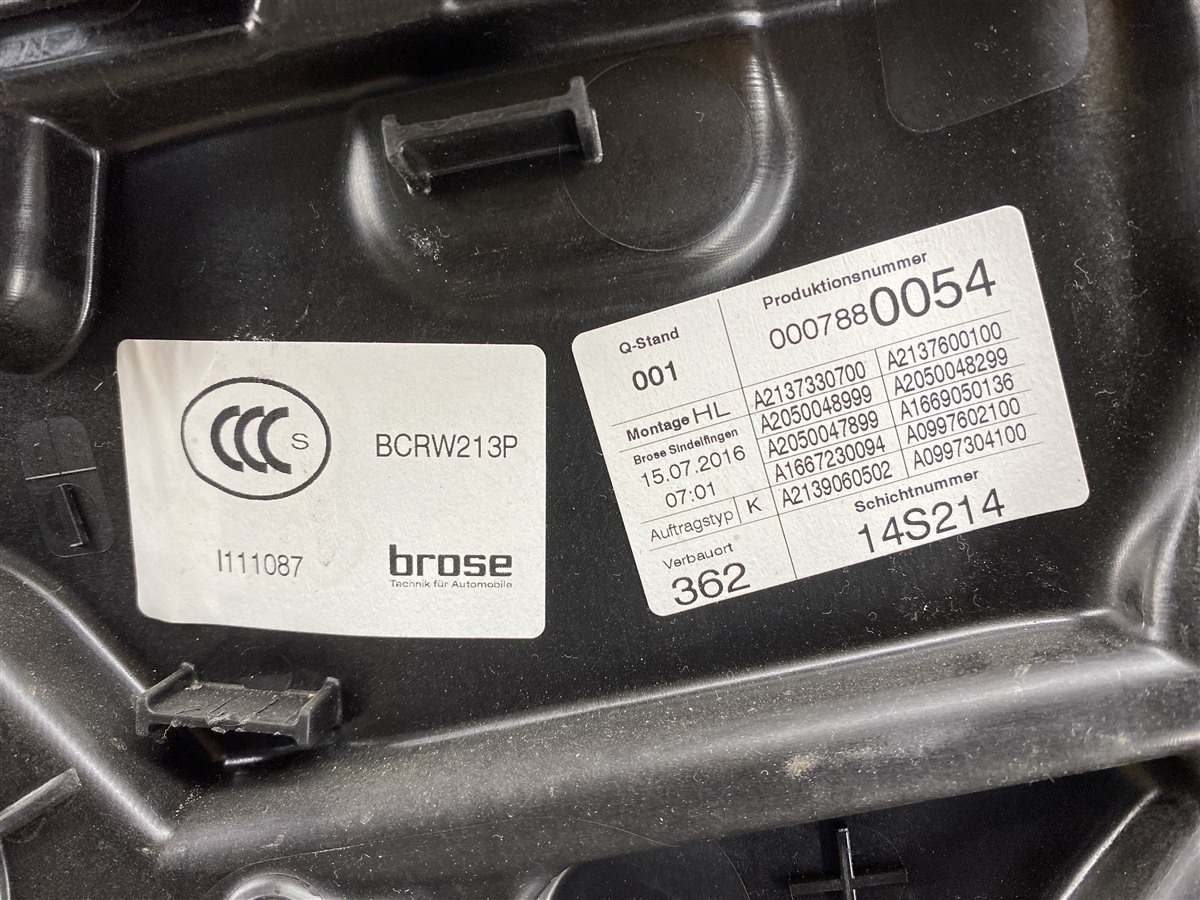 CCC S
BCRW213P
I111087
brose
Technik für Automobile
Q-Stand
001
Produktionsnummer
0007880054
Montage HL
Brose Sindelfingen
15.07.2016
07:01
Auftragstyp K
A2137330700 A2137600100
A2050048999 A2050048299
A2050047899 A1669050136
A1667230094 A0997602100
A2139060502 A0997304100
Verbauort
362
Schichtnummer
14S214